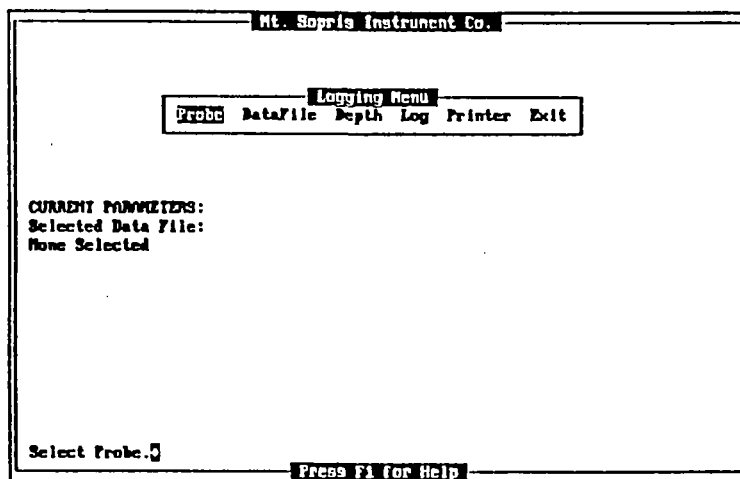 Mt. Sopris Instrument Co.
Logging Menu
Probe DataFile Depth Log Printer Exit
CURRENT PARAMETERS:
Selected Data File:
None Selected
Select Probe.
Press F1 for Help